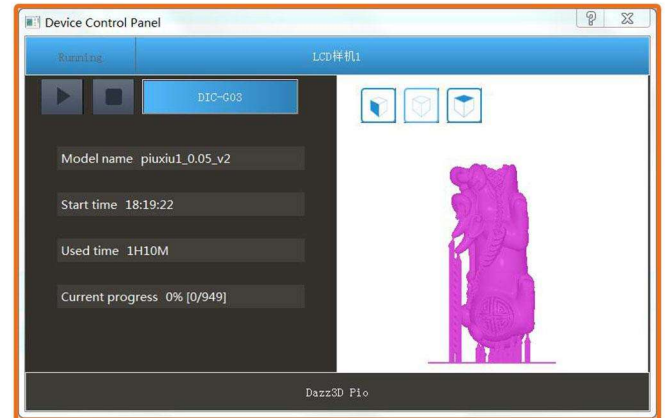 Device Control Panel
Running
LCD样机1
DIC-G03
Model name piuxiu1_0.05_v2
Start time 18:19:22
Used time 1H10M
Current progress 0% [0/949]
Dazz3D Pio